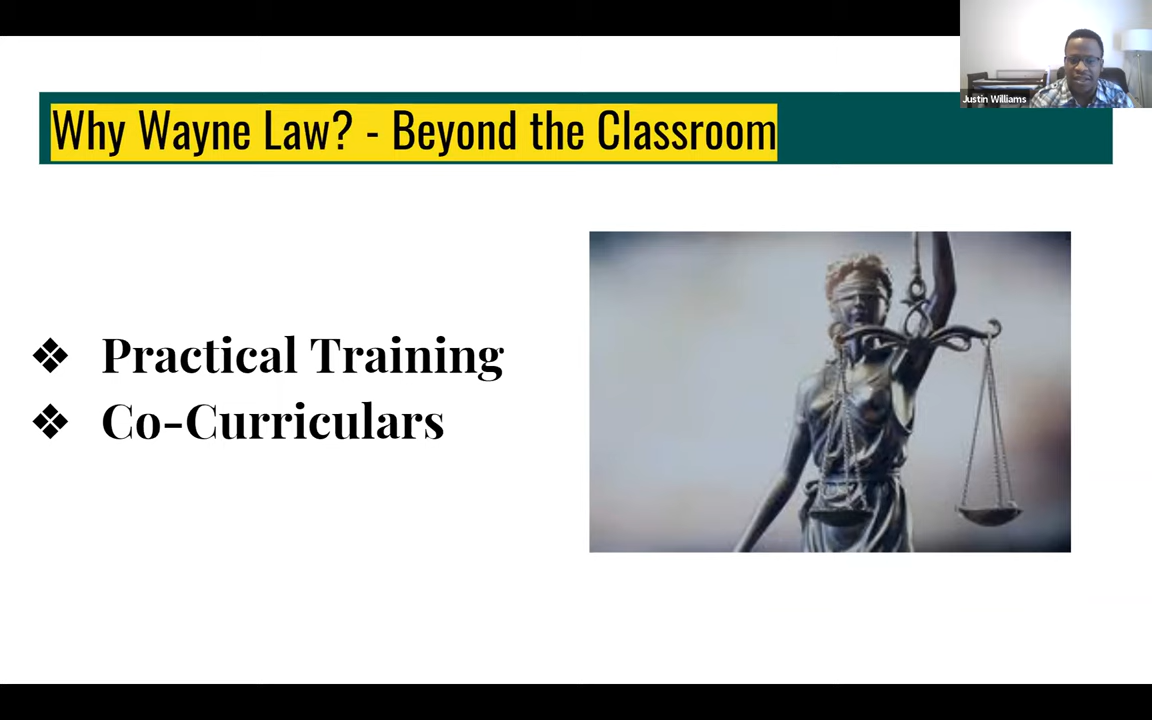 Justin Williams
Why Wayne Law? - Beyond the Classroom
❖ Practical Training
❖ Co-Curriculars